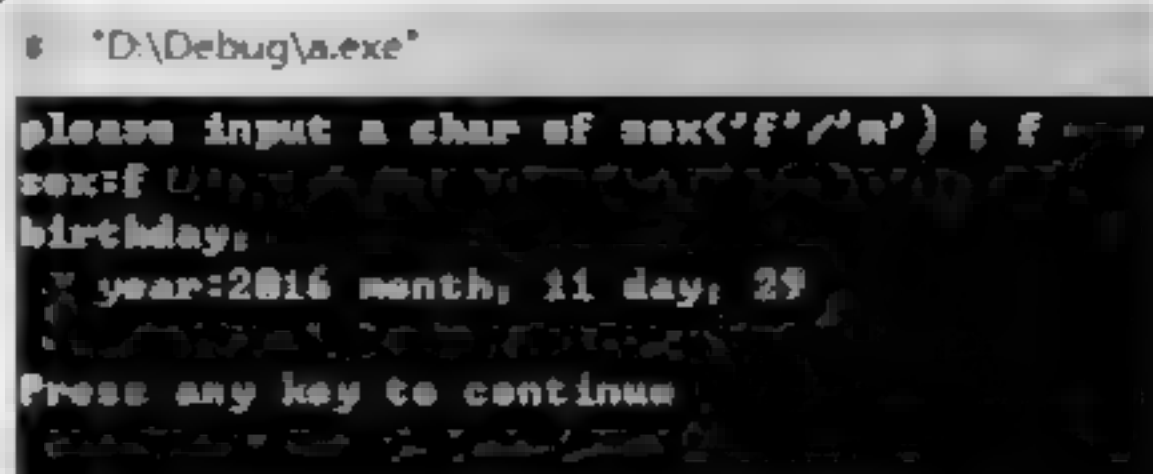 "D:\Debug\a.exe"
please input a char of sex('f'/'m') : f
sex:f
birthday:
year:2016 month: 11 day: 29
Press any key to continue